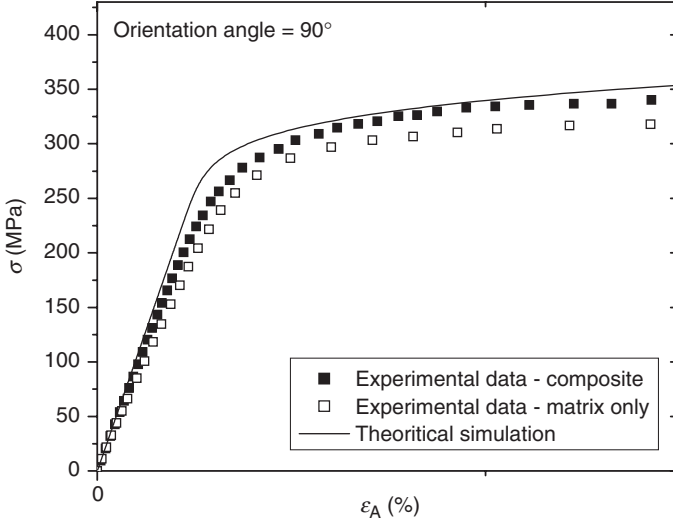 Orientation angle = 90°
400
350
300
250
200
150
100
50
0
σ (MPa)
Experimental data - composite
Experimental data - matrix only
Theoritical simulation
0
εA (%)